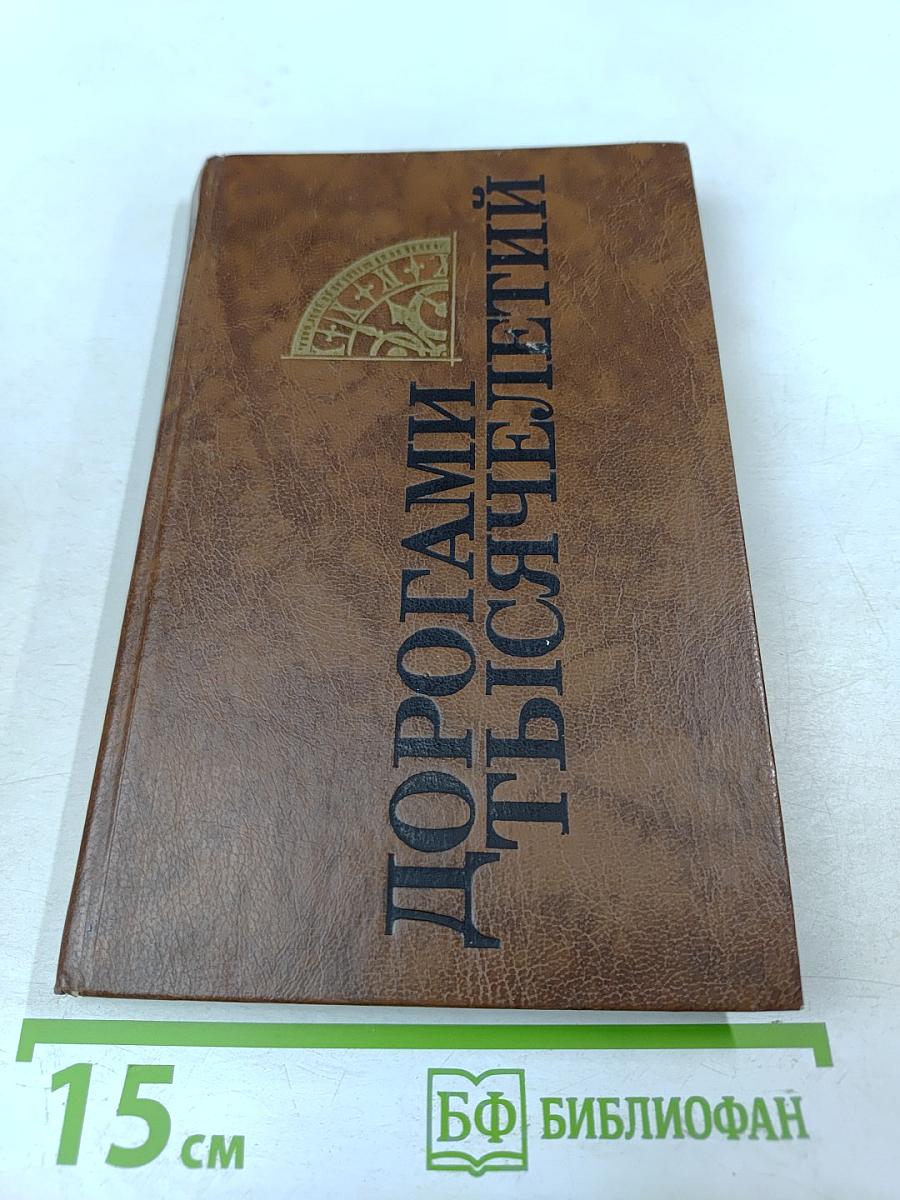 ДОРОГАМИ
ТЫСЯЧЕЛЕТИЙ
15 см
БФ БИБЛИОФАН